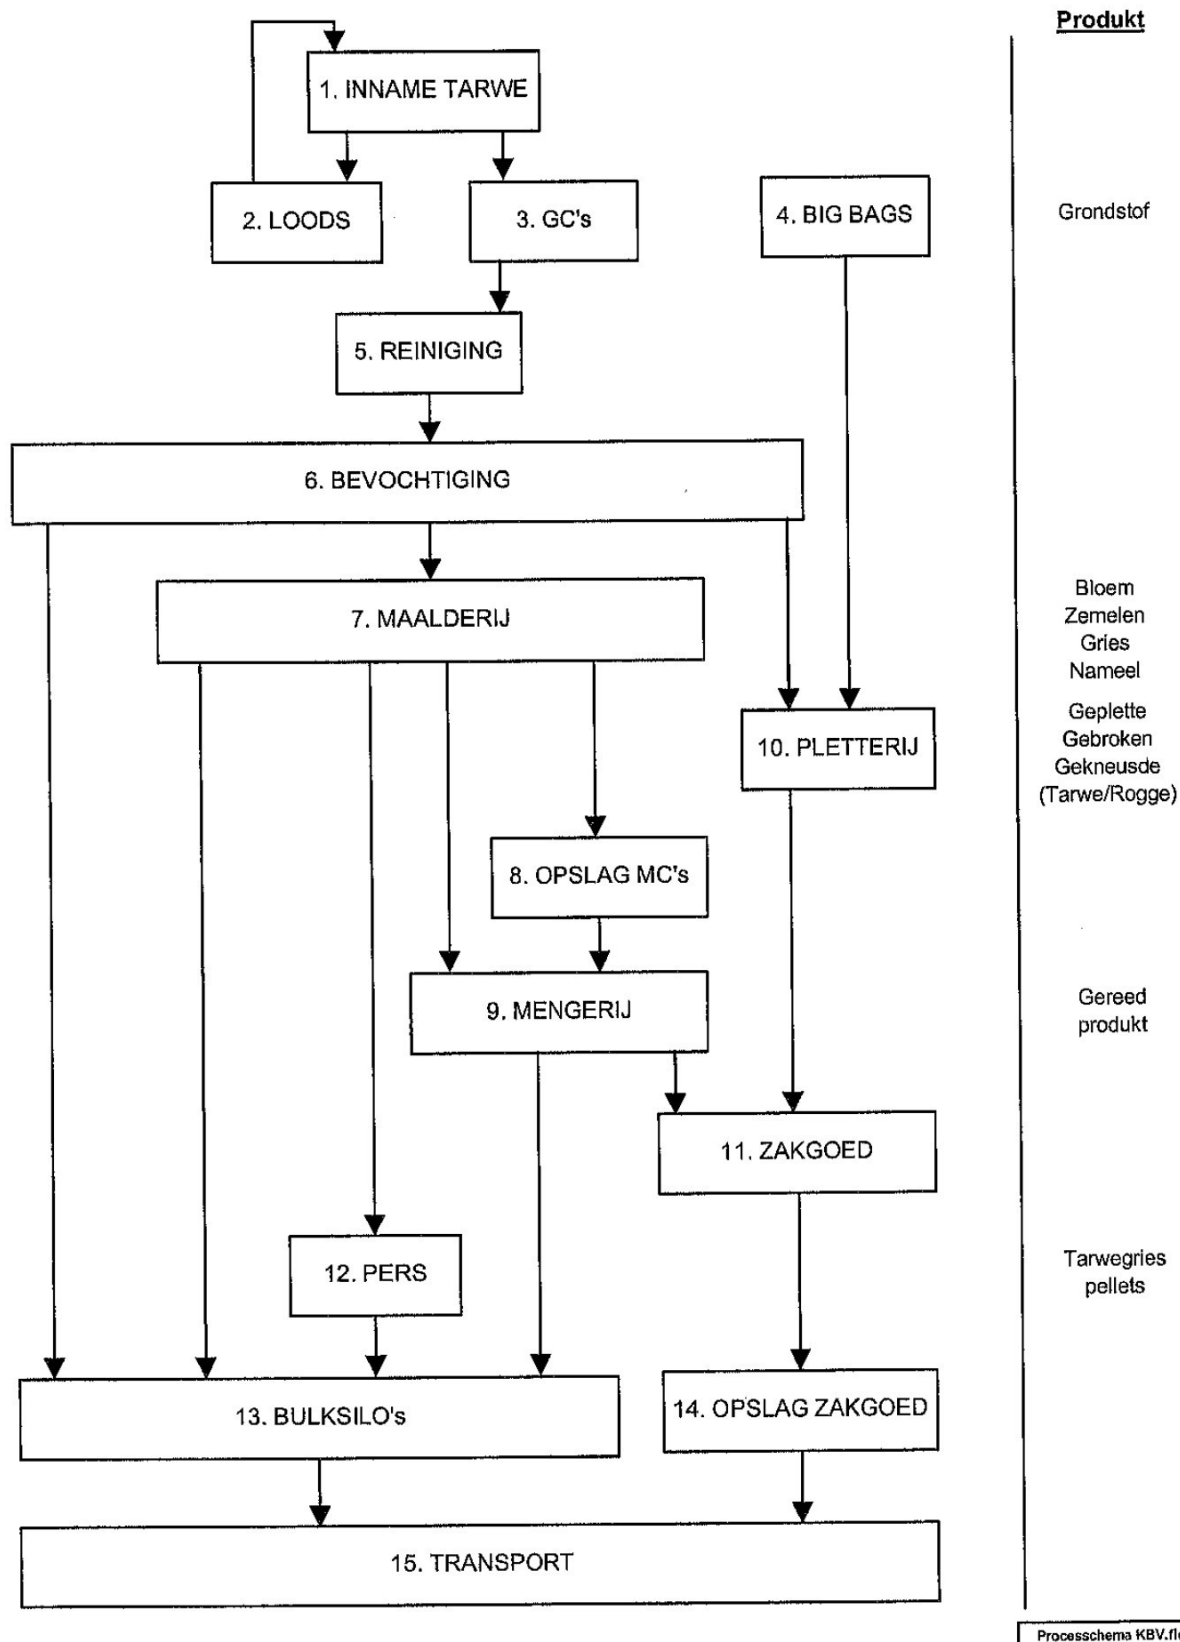 Produkt
1. INNAME TARWE
2. LOODS
3. GC's
4. BIG BAGS
Grondstof
5. REINIGING
6. BEVOCHTIGING
7. MAALDERIJ
Bloem
Zemelen
Gries
Nameel
10. PLETTERIJ
Geplette
Gebroken
Gekneusde
(Tarwe/Rogge)
8. OPSLAG MC's
9. MENGERIJ
Gereed
produkt
11. ZAKGOED
12. PERS
Tarwegries
pellets
13. BULKSILO's
14. OPSLAG ZAKGOED
15. TRANSPORT